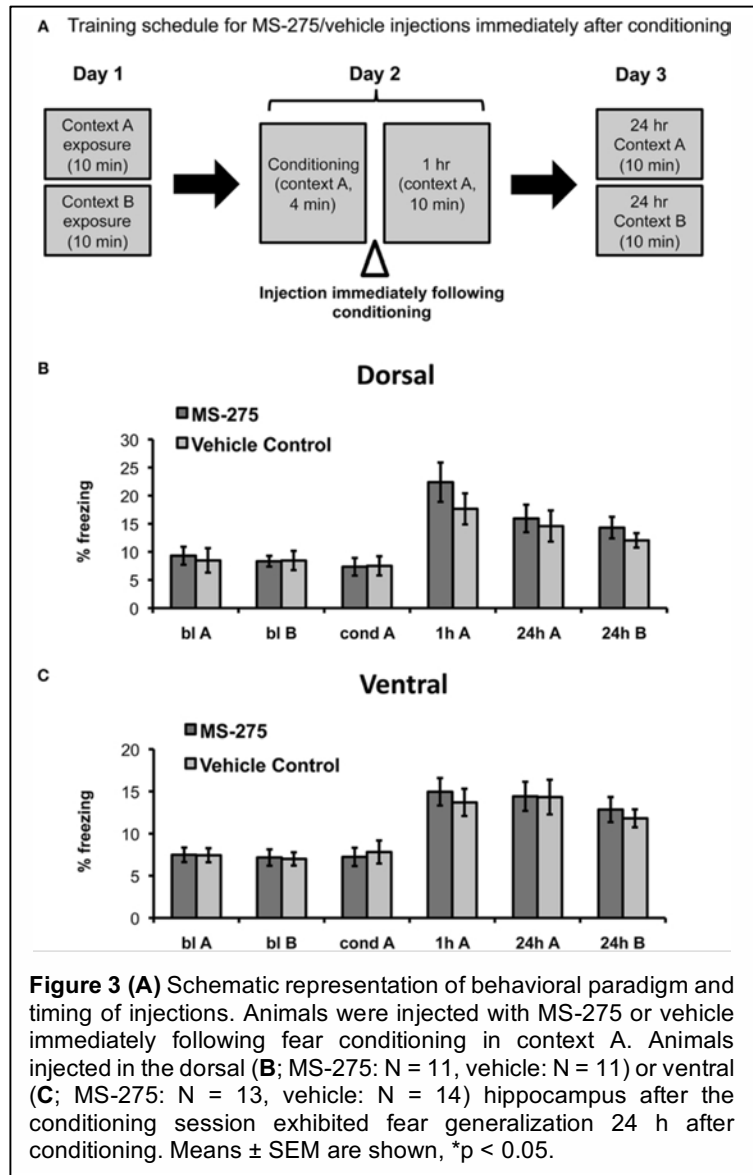 A Training schedule for MS-275/vehicle injections immediately after conditioning
Day 1
Day 2
Day 3
Context A
exposure
(10 min)
Context B
exposure
(10 min)
Conditioning
(context A,
4 min)
1 hr
(context A,
10 min)
24 hr
Context A
(10 min)
24 hr
Context B
(10 min)
Injection immediately following
conditioning
B
Dorsal
MS-275
Vehicle Control
% freezing
30
25
20
15
10
5
0
bl A bl B cond A 1h A 24h A 24h B
C
Ventral
MS-275
Vehicle Control
% freezing
20
15
10
5
0
bl A bl B cond A 1h A 24h A 24h B
Figure 3 (A) Schematic representation of behavioral paradigm and
timing of injections. Animals were injected with MS-275 or vehicle
immediately following fear conditioning in context A. Animals
injected in the dorsal (B; MS-275: N = 11, vehicle: N = 11) or ventral
(C; MS-275: N = 13, vehicle: N = 14) hippocampus after the
conditioning session exhibited fear generalization 24 h after
conditioning. Means ± SEM are shown, *p < 0.05.